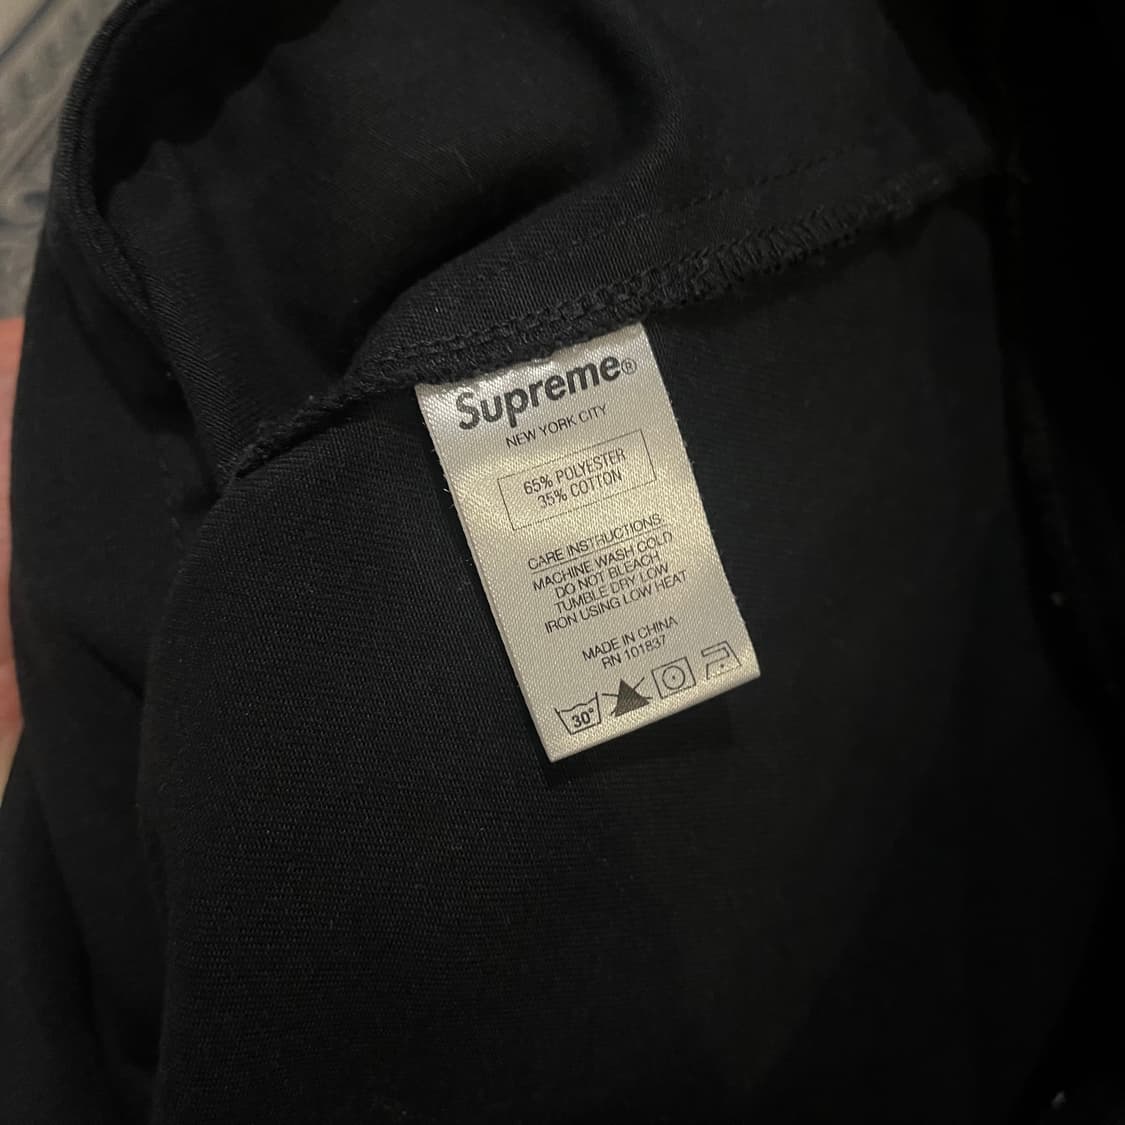 Supreme®
NEW YORK CITY
65% POLYESTER
35% COTTON
CARE INSTRUCTIONS:
MACHINE WASH COLD
DO NOT BLEACH
TUMBLE DRY LOW
IRON USING LOW HEAT
MADE IN CHINA
RN 101837
30°